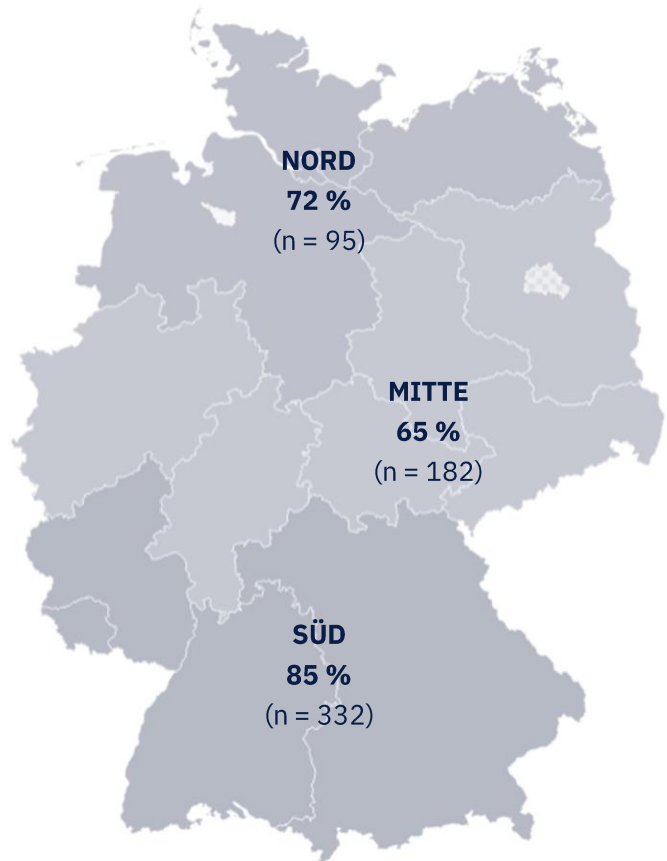 NORD
72 %
(n = 95)
MITTE
65 %
(n = 182)
SÜD
85 %
(n = 332)